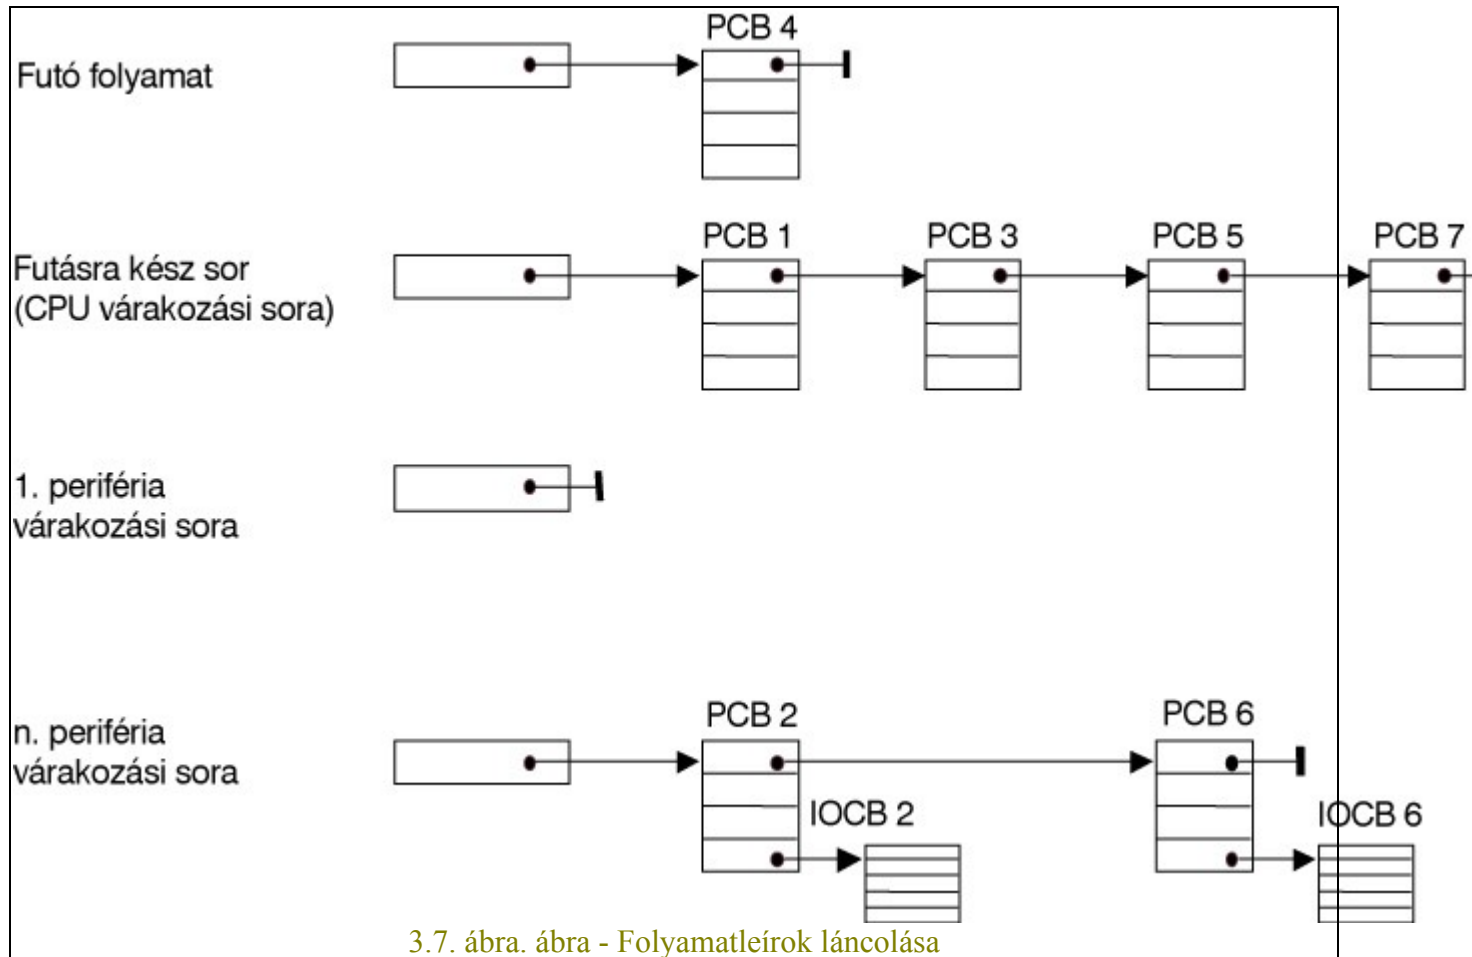 PCB 4
Futó folyamat
PCB 1
PCB 3
PCB 5
PCB 7
Futásra kész sor
(CPU várakozási sora)
1. periféria
várakozási sora
PCB 2
PCB 6
n. periféria
várakozási sora
IOCB 2
IOCB 6
3.7. ábra. ábra - Folyamatleírok láncolása